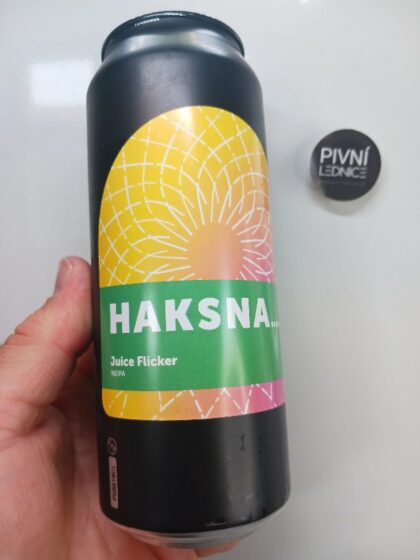 PIVNÍ
LEDNICE
HAKSNA
Juice Flicker
NEIPA